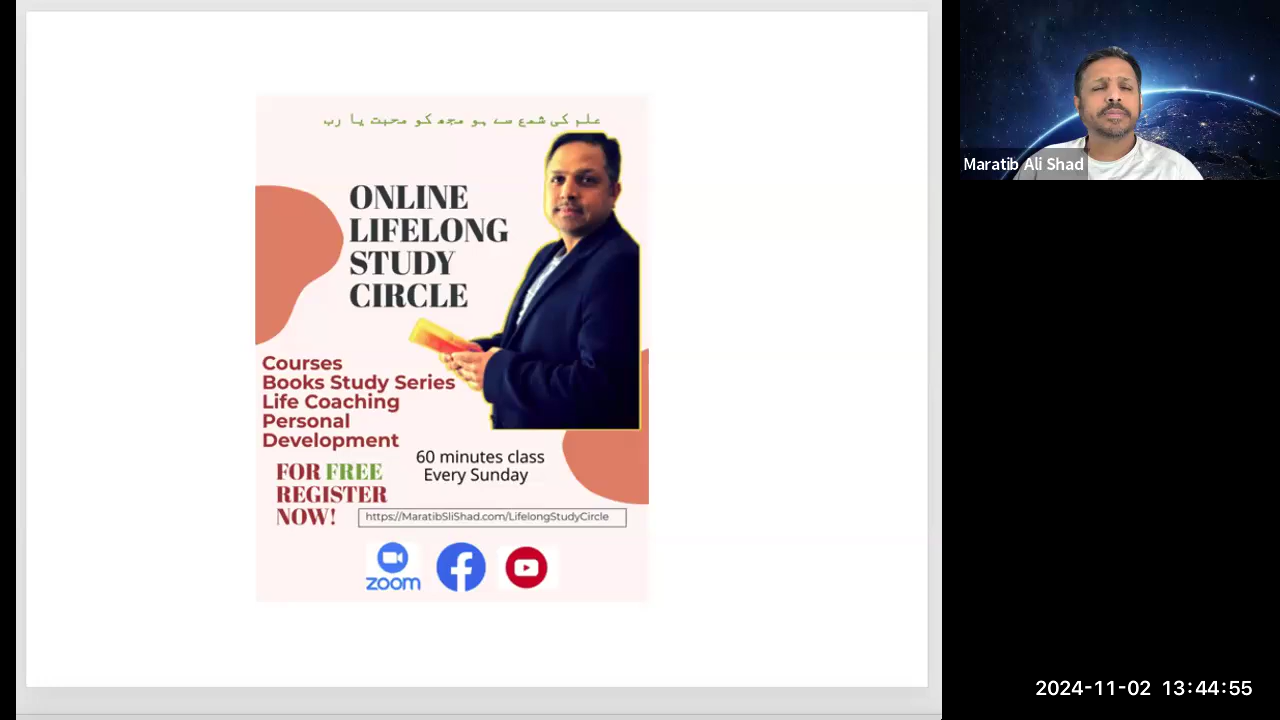 علم کی شمع سے ہو مجھ کو محبت یا رب
ONLINE
LIFELONG
STUDY
CIRCLE
Courses
Books Study Series
Life Coaching
Personal
Development
60 minutes class
Every Sunday
FOR FREE
REGISTER
NOW!
https://MaratibSliShad.com/LifelongStudyCircle
zoom
Maratib Ali Shad
2024-11-02 13:44:55